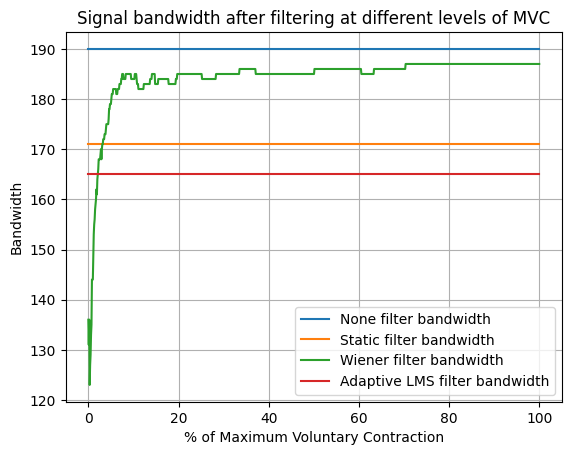 Signal bandwidth after filtering at different levels of MVC
Bandwidth
190
180
170
160
150
140
130
120
0
20
40
60
80
100
% of Maximum Voluntary Contraction
None filter bandwidth
Static filter bandwidth
Wiener filter bandwidth
Adaptive LMS filter bandwidth